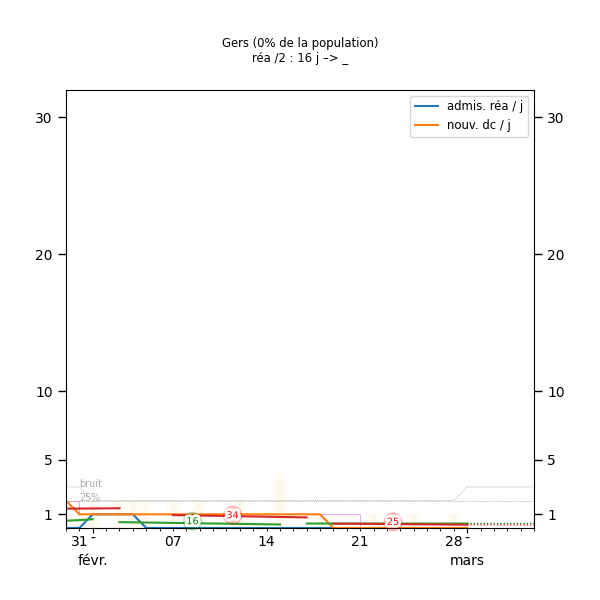 Gers (0% de la population)
réa /2 : 16 j –> _
admis. réa / j
nouv. dc / j
30 30
20 20
10 10
5 5
bruit
25%
1 16 34 25 1
31 07 14 21 28
févr. mars